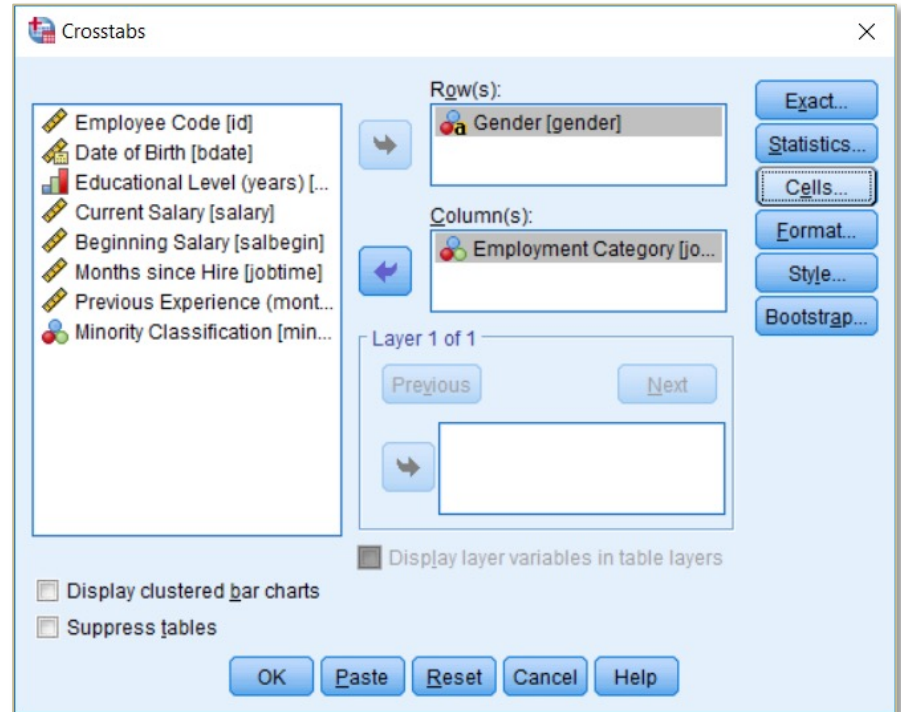 Crosstabs
Employee Code [id]
Date of Birth [bdate]
Educational Level (years) [...
Current Salary [salary]
Beginning Salary [salbegin]
Months since Hire [jobtime]
Previous Experience (mont...
Minority Classification [min...
Row(s):
a Gender [gender]
Column(s):
Employment Category [jo...
Layer 1 of 1
Previous
Next
Display layer variables in table layers
Exact...
Statistics...
Cells...
Format...
Style...
Bootstrap...
Display clustered bar charts
Suppress tables
OK
Paste
Reset
Cancel
Help